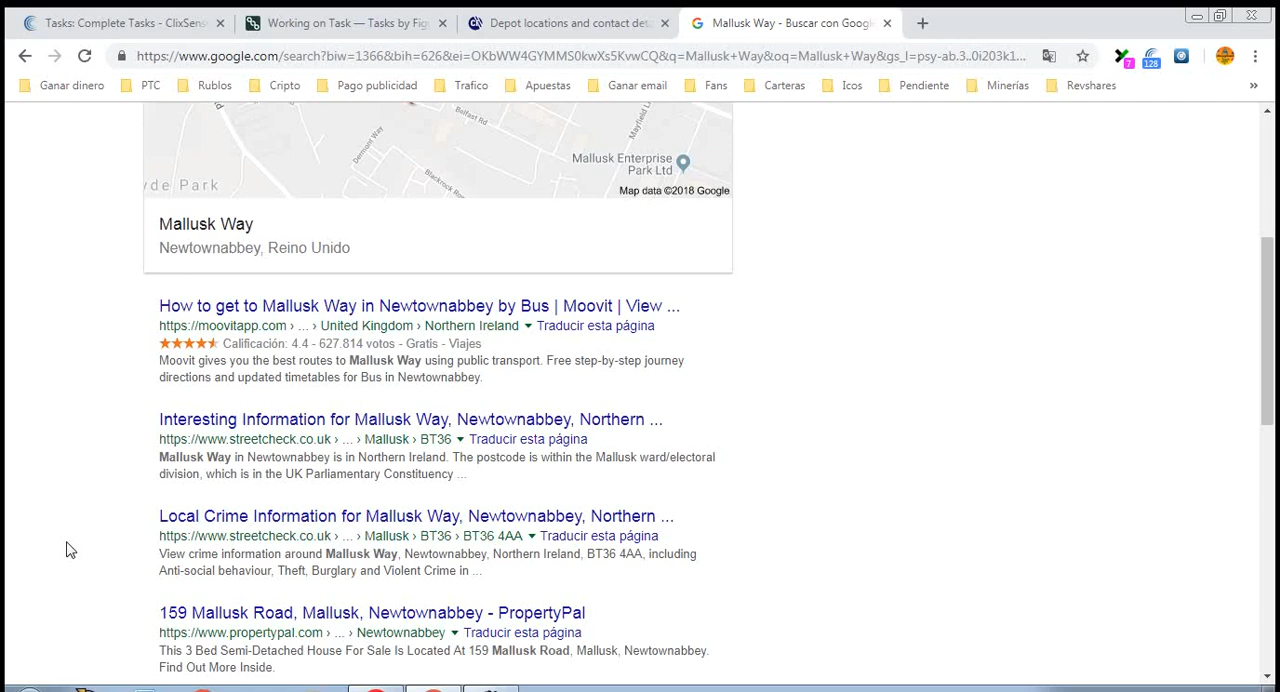 Tasks: Complete Tasks - ClixSens
Working on Task — Tasks by Fig
Depot locations and contact det
Mallusk Way - Buscar con Google
https://www.google.com/search?biw=1366&bih=626&ei=OKbWW4GYMMS0kwXs5KvwCQ&q=Mallusk+Way&oq=Mallusk+Way&gs_l=psy-ab.3..0i203k1...
7
128
Ganar dinero PTC Rublos Cripto Pago publicidad Trafico Apuestas Ganar email Fans Carteras Icos Pendiente Minerías Revshares »
Belfast Rd
Mayfield
Dermont Way
Mallusk Enterprise
Park Ltd
Blackrock
yde Park
Map data ©2018 Google
Mallusk Way
Newtownabbey, Reino Unido
How to get to Mallusk Way in Newtownabbey by Bus | Moovit | View ...
https://moovitapp.com › ... › United Kingdom › Northern Ireland Traducir esta página
Calificación: 4.4 - 627.814 votos - Gratis - Viajes
Moovit gives you the best routes to Mallusk Way using public transport. Free step-by-step journey
directions and updated timetables for Bus in Newtownabbey.
Interesting Information for Mallusk Way, Newtownabbey, Northern ...
https://www.streetcheck.co.uk › ... › Mallusk › BT36 Traducir esta página
Mallusk Way in Newtownabbey is in Northern Ireland. The postcode is within the Mallusk ward/electoral
division, which is in the UK Parliamentary Constituency ...
Local Crime Information for Mallusk Way, Newtownabbey, Northern ...
https://www.streetcheck.co.uk › ... › Mallusk › BT36 › BT36 4AA Traducir esta página
View crime information around Mallusk Way, Newtownabbey, Northern Ireland, BT36 4AA, including
Anti-social behaviour, Theft, Burglary and Violent Crime in ...
159 Mallusk Road, Mallusk, Newtownabbey - PropertyPal
https://www.propertypal.com › ... › Newtownabbey Traducir esta página
This 3 Bed Semi-Detached House For Sale Is Located At 159 Mallusk Road, Mallusk, Newtownabbey.
Find Out More Inside.